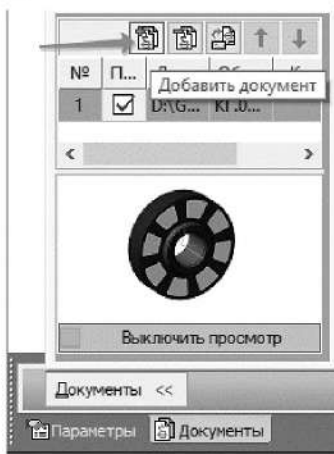 № П...
Добавить документ
1 D:\G... КГ.0...
Выключить просмотр
Документы <<
Параметры Документы